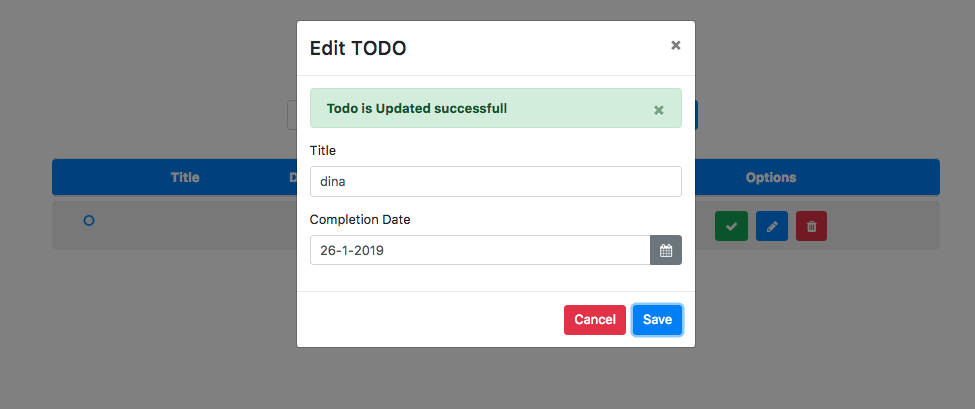 Edit TODO
×
Todo is Updated successfull
×
Title
dina
Completion Date
26-1-2019
Cancel
Save
Title
D
Options